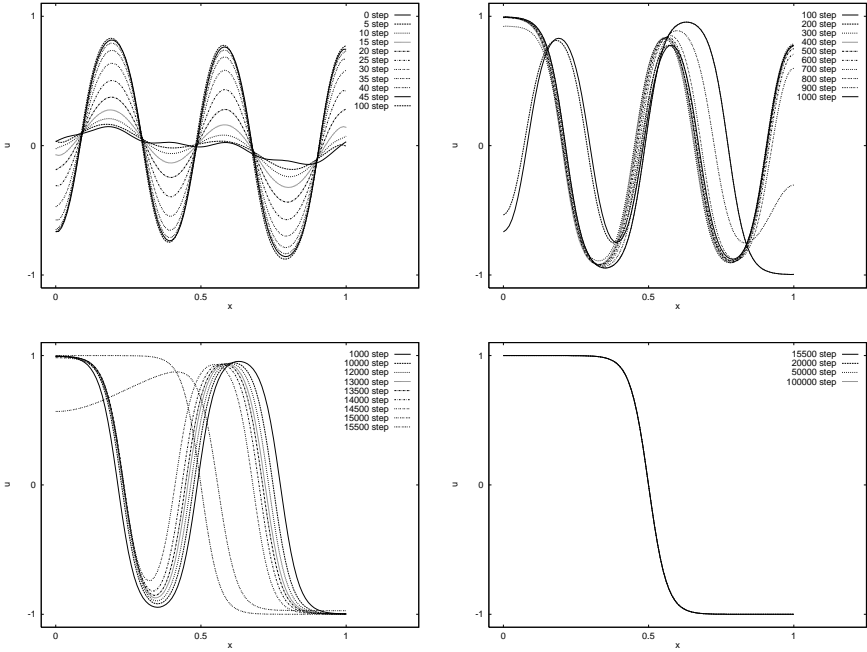 1
0
-1
0
0.5
1
x
u
0 step
5 step
10 step
15 step
20 step
25 step
30 step
35 step
40 step
45 step
100 step
1
0
-1
0
0.5
1
x
u
100 step
200 step
300 step
400 step
500 step
600 step
700 step
800 step
900 step
1000 step
1
0
-1
0
0.5
1
x
u
1000 step
10000 step
12000 step
13000 step
13500 step
14000 step
14500 step
15000 step
15500 step
1
0
-1
0
0.5
1
x
u
15500 step
20000 step
50000 step
100000 step